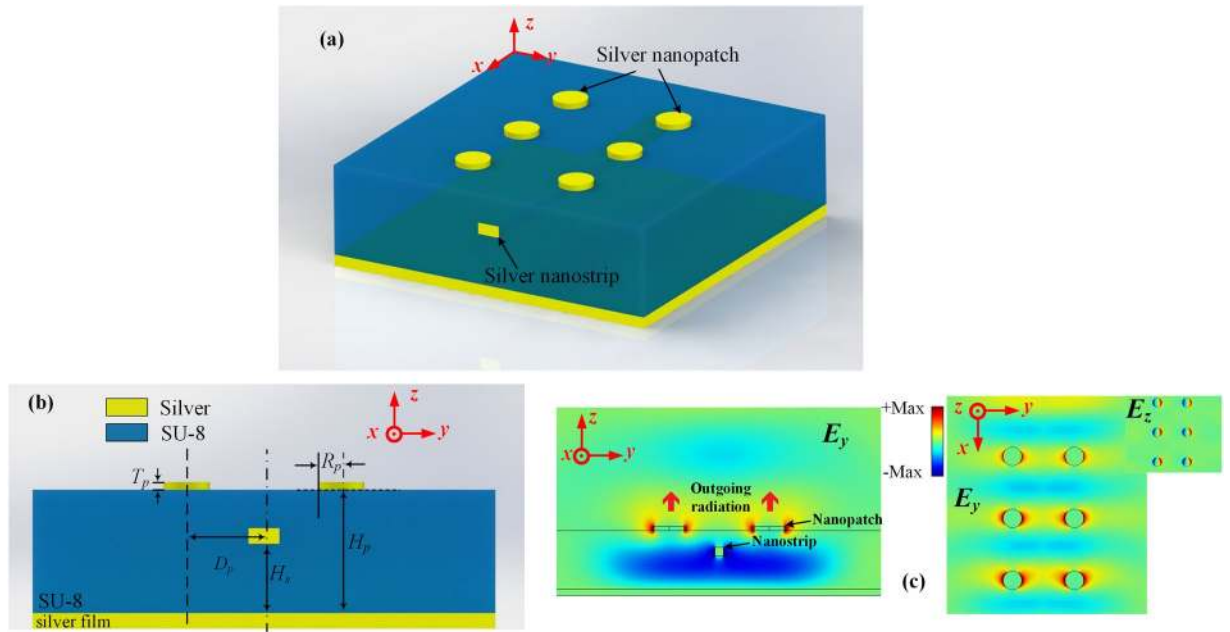 (a)
z
x
y
Silver nanopatch
Silver nanostrip
(b)
Silver
SU-8
z
x
y
Tp
Rp
Dp
Hs
Hp
SU-8
silver film
z
x
y
Ey
+Max
-Max
Outgoing
radiation
Nanopatch
Nanostrip
(c)
z
y
x
Ez
Ey